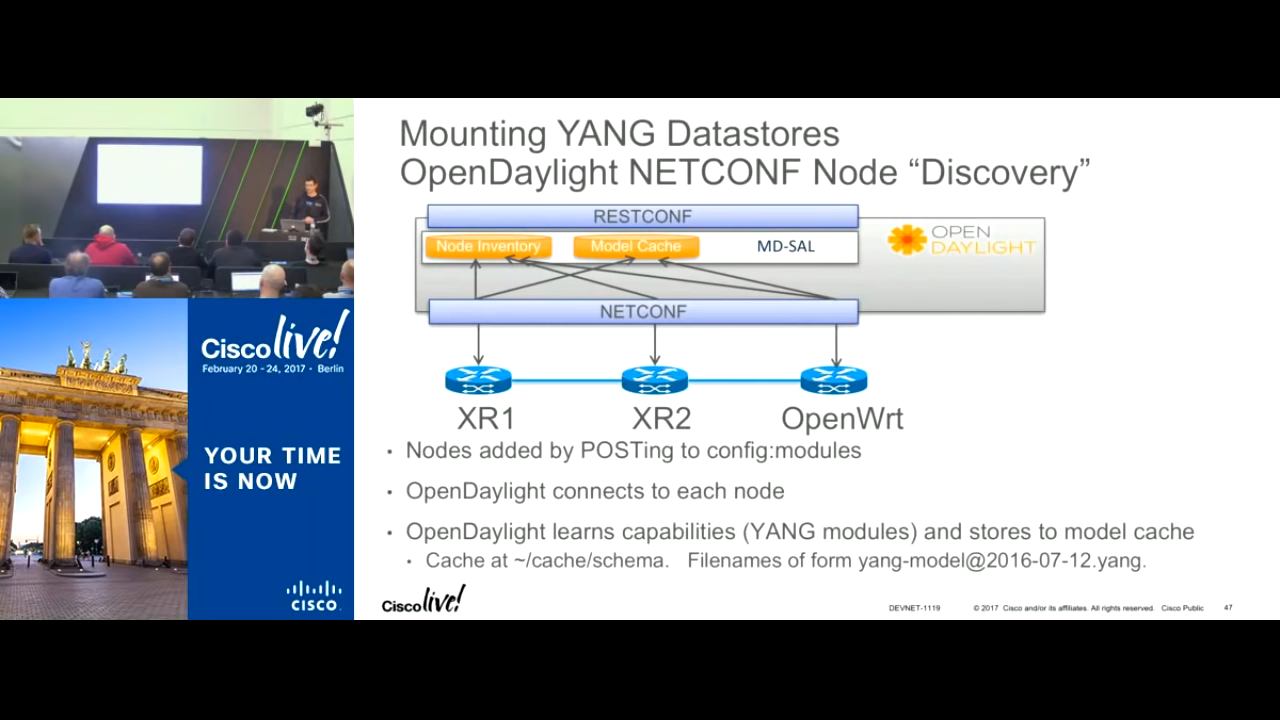 Mounting YANG Datastores
OpenDaylight NETCONF Node “Discovery”
RESTCONF
Node Inventory
Model Cache
MD-SAL
OPEN
DAYLIGHT
NETCONF
XR1
XR2
OpenWrt
• Nodes added by POSTing to config:modules
• OpenDaylight connects to each node
• OpenDaylight learns capabilities (YANG modules) and stores to model cache
• Cache at ~/cache/schema. Filenames of form yang-model@2016-07-12.yang.
Cisco live!
DEVNET-1119
© 2017 Cisco and/or its affiliates. All rights reserved. Cisco Public
47
Cisco live!
February 20 - 24, 2017 · Berlin
YOUR TIME
IS NOW
CISCO.